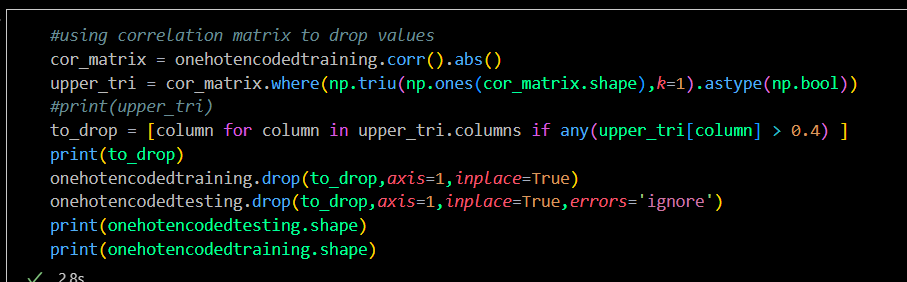 #using correlation matrix to drop values
cor_matrix = onehotencodedtraining.corr().abs()
upper_tri = cor_matrix.where(np.triu(np.ones(cor_matrix.shape),k=1).astype(np.bool))
#print(upper_tri)
to_drop = [column for column in upper_tri.columns if any(upper_tri[column] > 0.4) ]
print(to_drop)
onehotencodedtraining.drop(to_drop,axis=1,inplace=True)
onehotencodedtesting.drop(to_drop,axis=1,inplace=True,errors='ignore')
print(onehotencodedtesting.shape)
print(onehotencodedtraining.shape)
2.8s